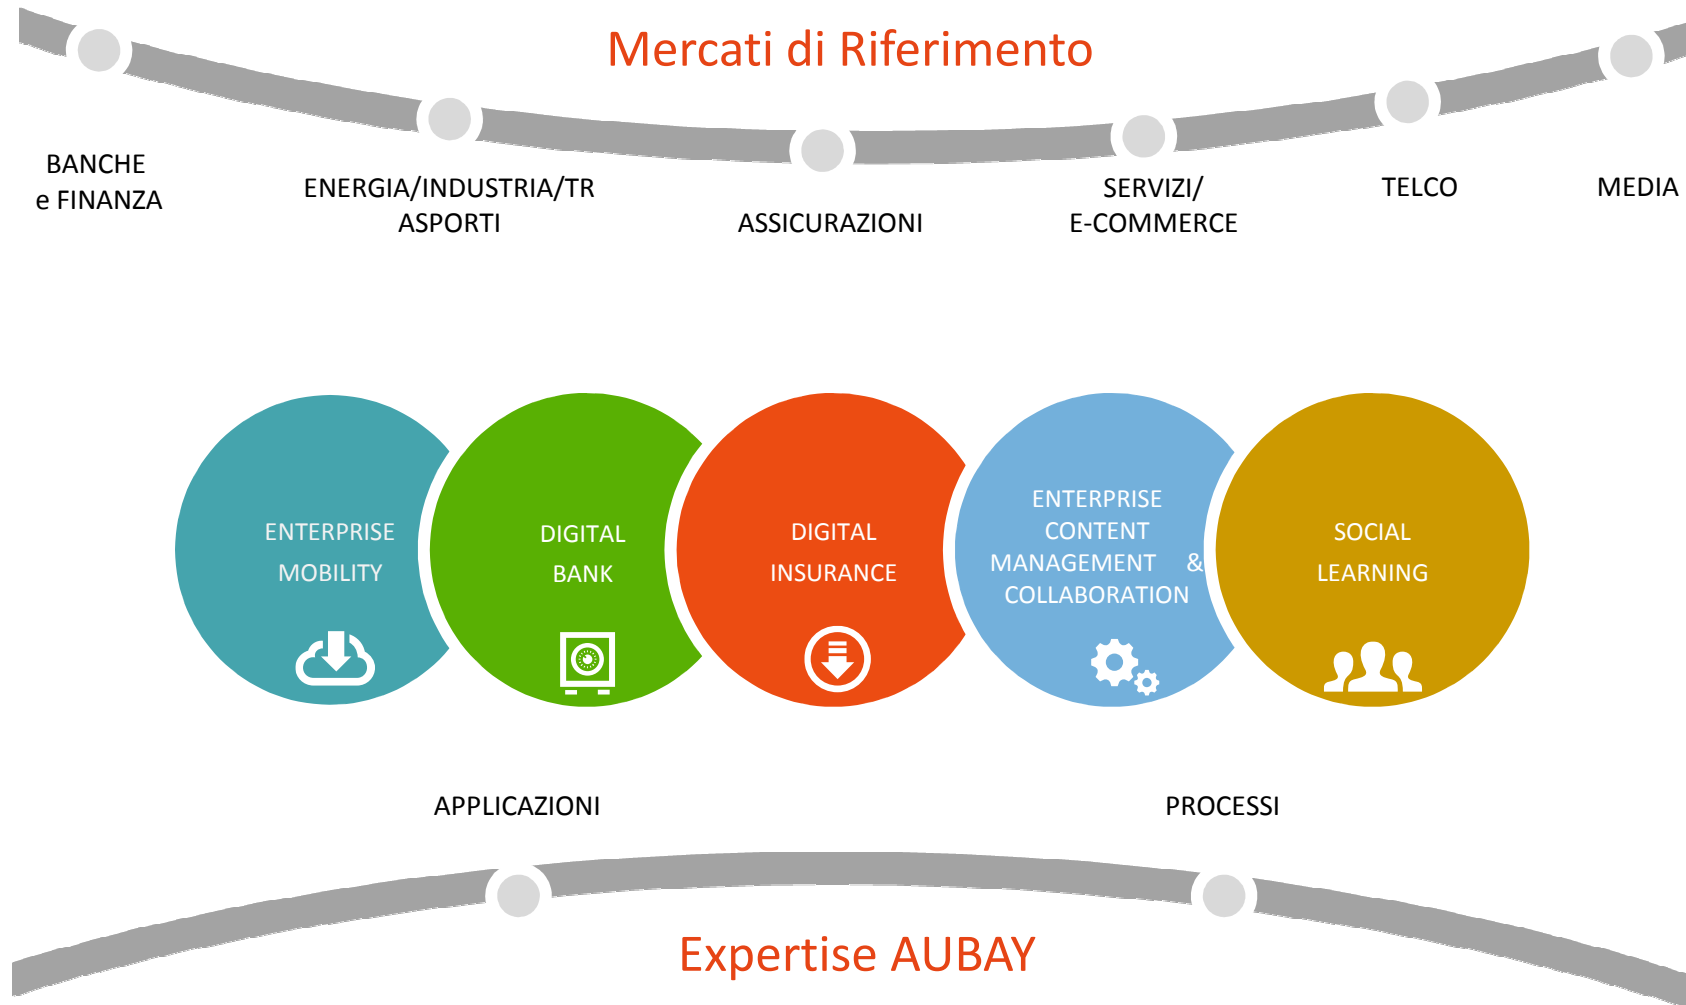 Mercati di Riferimento
BANCHE
e FINANZA
ENERGIA/INDUSTRIA/TR
ASPORTI
ASSICURAZIONI
SERVIZI/
E-COMMERCE
TELCO
MEDIA
ENTERPRISE
MOBILITY
DIGITAL
BANK
DIGITAL
INSURANCE
ENTERPRISE
CONTENT
MANAGEMENT &
COLLABORATION
SOCIAL
LEARNING
APPLICAZIONI
PROCESSI
Expertise AUBAY